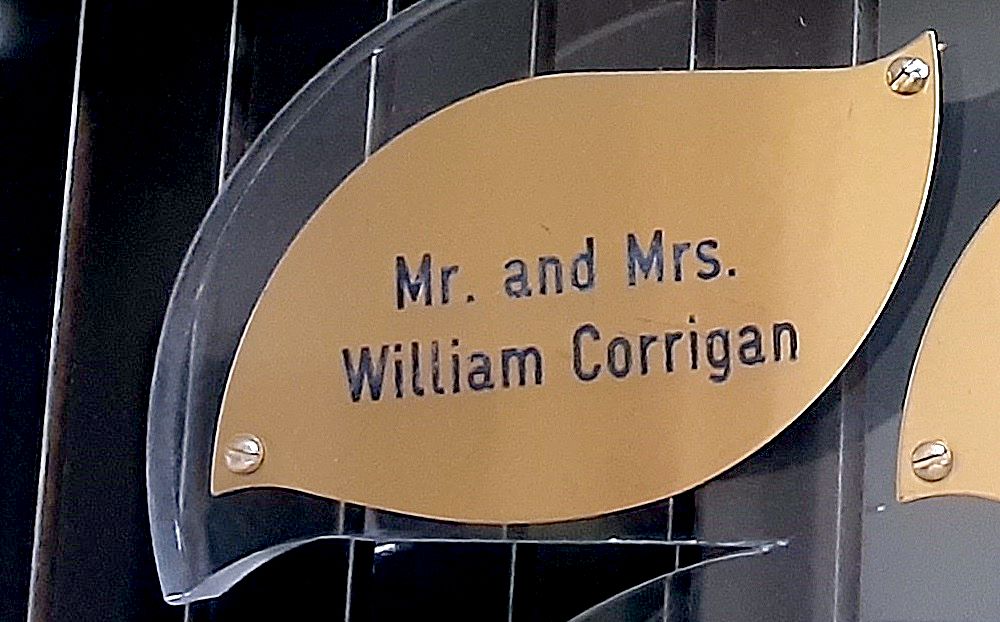 Mr. and Mrs.
William Corrigan